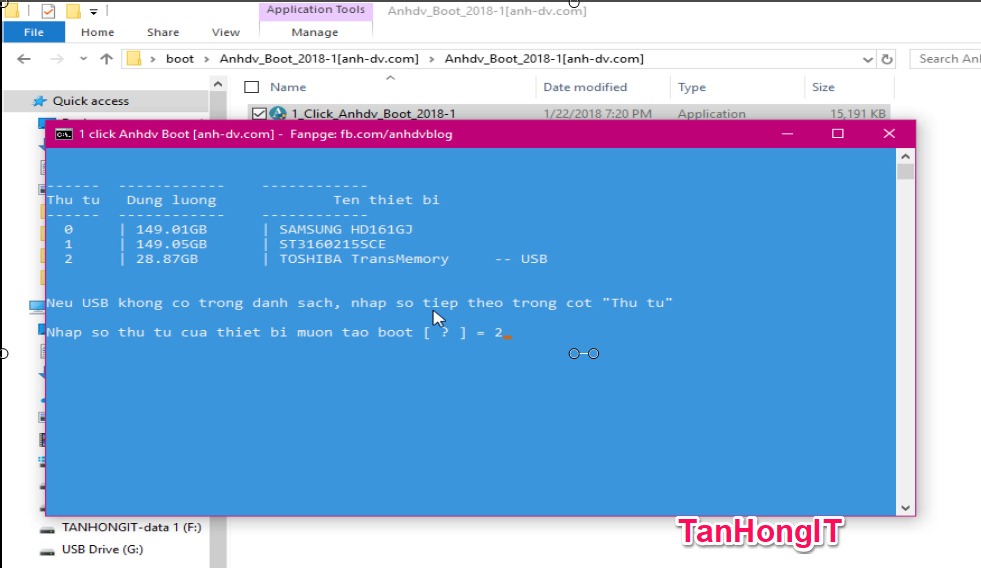 Application Tools
Anhdv_Boot_2018-1[anh-dv.com]
File Home Share View Manage
boot Anhdv_Boot_2018-1[anh-dv.com] Anhdv_Boot_2018-1[anh-dv.com]
Search
Quick access
Name Date modified Type Size
1_Click_Anhdv_Boot_2018-1 1/22/2018 7:20 PM Application 15,191 KB
1 click Anhdv Boot [anh-dv.com] - Fanpge: fb.com/anhdvblog
------ ------------ ------------
Thu tu Dung luong Ten thiet bi
------ ------------ ------------
0 | 149.01GB | SAMSUNG HD161GJ
1 | 149.05GB | ST3160215SCE
2 | 28.87GB | TOSHIBA TransMemory -- USB
Neu USB khong co trong danh sach, nhap so tiep theo trong cot "Thu tu"
Nhap so thu tu cua thiet bi muon tao boot [ ? ] = 2
TANHONGIT-data 1 (F:)
USB Drive (G:)
TanHongIT